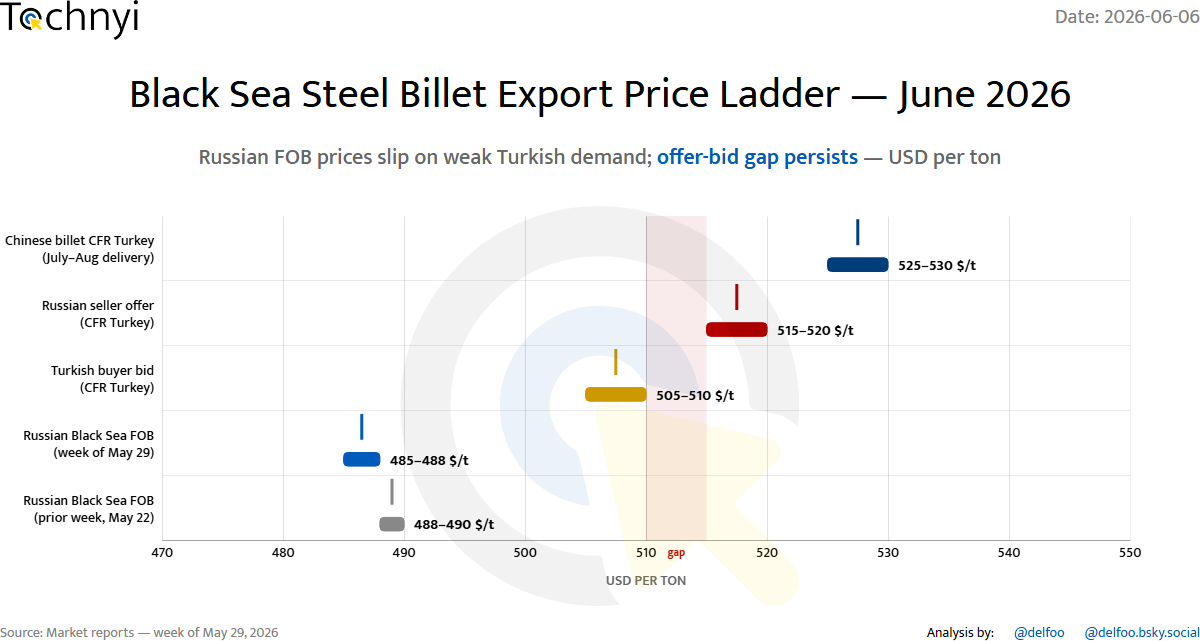 Technyi
Date: 2026-06-06
Black Sea Steel Billet Export Price Ladder — June 2026
Russian FOB prices slip on weak Turkish demand; offer-bid gap persists — USD per ton
Chinese billet CFR Turkey
(July–Aug delivery)
525–530 $/t
Russian seller offer
(CFR Turkey)
515–520 $/t
Turkish buyer bid
(CFR Turkey)
505–510 $/t
Russian Black Sea FOB
(week of May 29)
485–488 $/t
Russian Black Sea FOB
(prior week, May 22)
488–490 $/t
470 480 490 500 510 gap 520 530 540 550
USD PER TON
Source: Market reports — week of May 29, 2026
Analysis by: @delfoo @delfoo.bsky.social